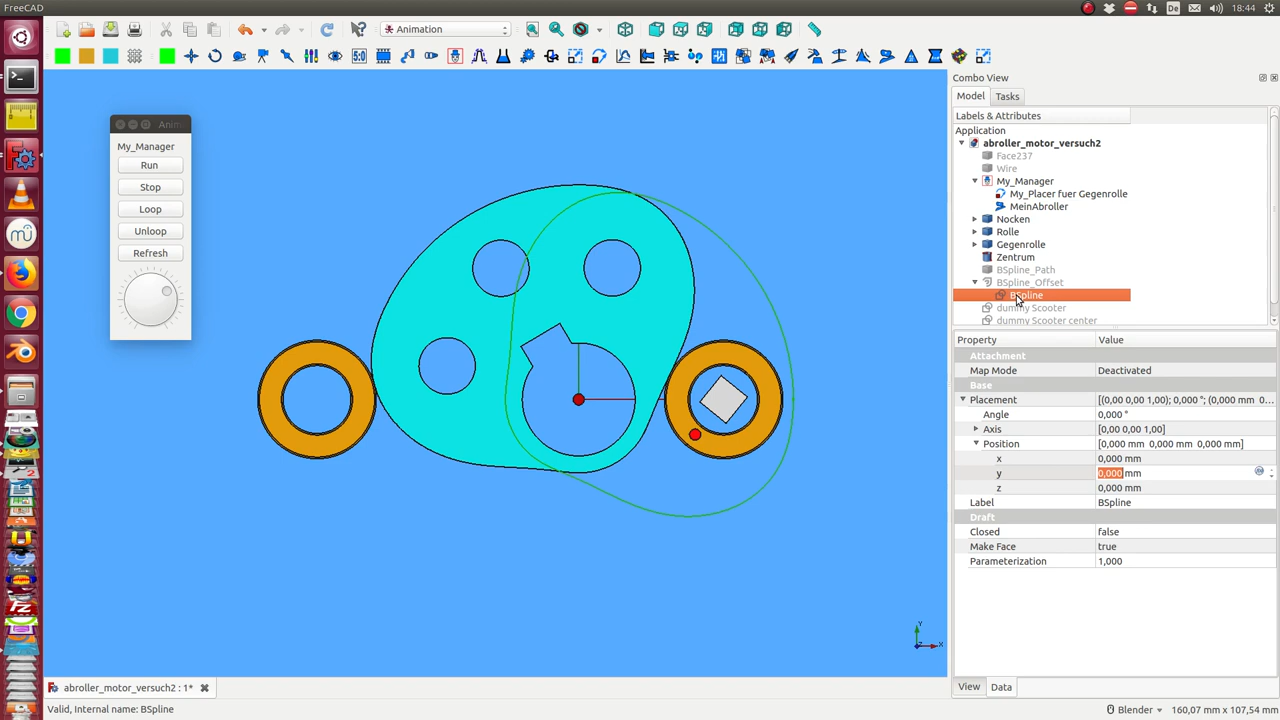 FreeCAD
De
18:44
Animation
5:0
Anim
My_Manager
Run
Stop
Loop
Unloop
Refresh
Combo View
Model
Tasks
Labels & Attributes
Application
abroller_motor_versuch2
Face237
Wire
My_Manager
My_Placer fuer Gegenrolle
MeinAbroller
Nocken
Rolle
Gegenrolle
Zentrum
BSpline_Path
BSpline_Offset
BSpline
dummy Scooter
dummy Scooter center
Property Value
Attachment
Map Mode Deactivated
Base
Placement [(0,00 0,00 1,00); 0,000 °; (0,000 mm 0...
Angle 0,000 °
Axis [0,00 0,00 1,00]
Position [0,000 mm 0,000 mm 0,000 mm]
x 0,000 mm
y 0,000 mm
z 0,000 mm
Label BSpline
Draft
Closed false
Make Face true
Parameterization 1,000
Y
Z
X
View
Data
abroller_motor_versuch2 : 1*
Valid, Internal name: BSpline
Blender
160,07 mm x 107,54 mm